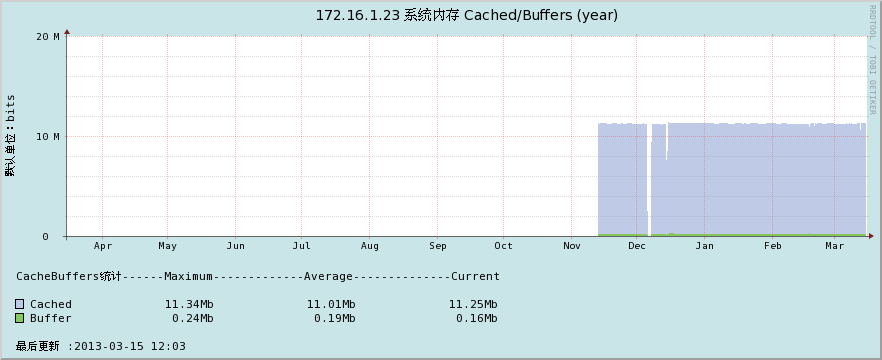 172.16.1.23 系统内存 Cached/Buffers (year)
RRDTOOL / TOBI OETIKER
默认单位：bits
20 M
10 M
0
Apr May Jun Jul Aug Sep Oct Nov Dec Jan Feb Mar
CacheBuffers统计------Maximum-------------Average--------------Current
Cached 11.34Mb 11.01Mb 11.25Mb
Buffer 0.24Mb 0.19Mb 0.16Mb
最后更新 :2013-03-15 12:03